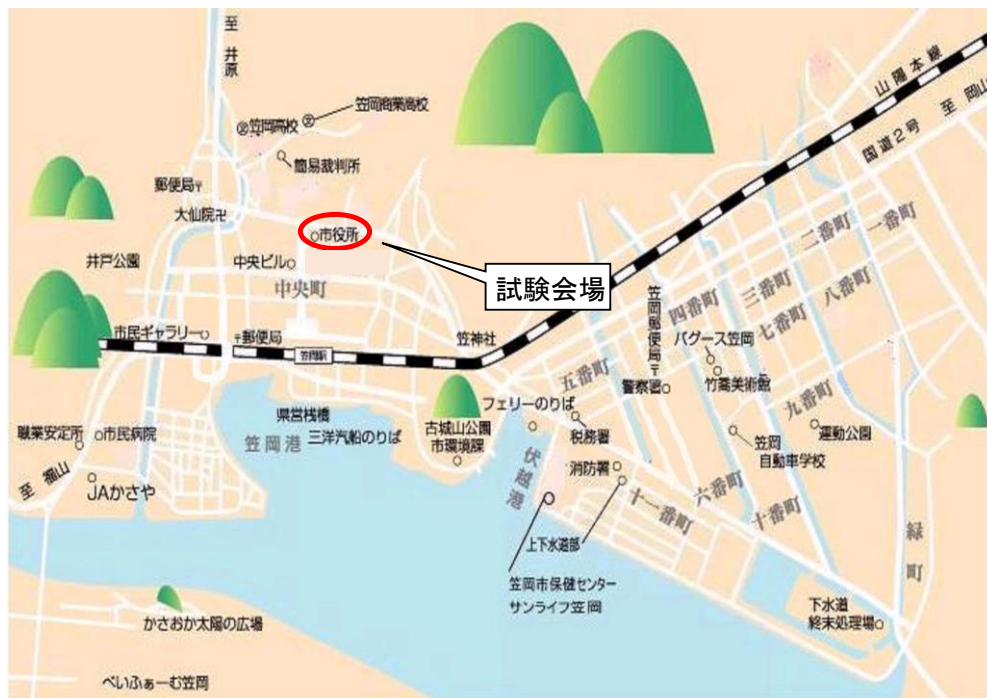 至 井原
山陽本線
至 岡山
国道2号
笠岡商業高校
㊫笠岡高校
簡易裁判所
郵便局〒
大仙院卍
市役所
井戸公園
中央ビル
中央町
試験会場
笠岡郵便局〒
一番町
二番町
三番町
四番町
八番町
七番町
五番町
市民ギャラリー
〒郵便局
笠岡駅
笠神社
バグース笠岡
竹喬美術館
警察署
九番町
フェリーのりば
県営桟橋
三洋汽船のりば
笠岡港
古城山公園
市環境課
税務署
運動公園
笠岡
自動車学校
職業安定所
市民病院
伏越港
消防署
六番町
十番町
至 福山
JAかさや
十一番町
上下水道部
緑町
笠岡市保健センター
サンライフ笠岡
かさおか太陽の広場
下水道
終末処理場
べいふぁーむ笠岡